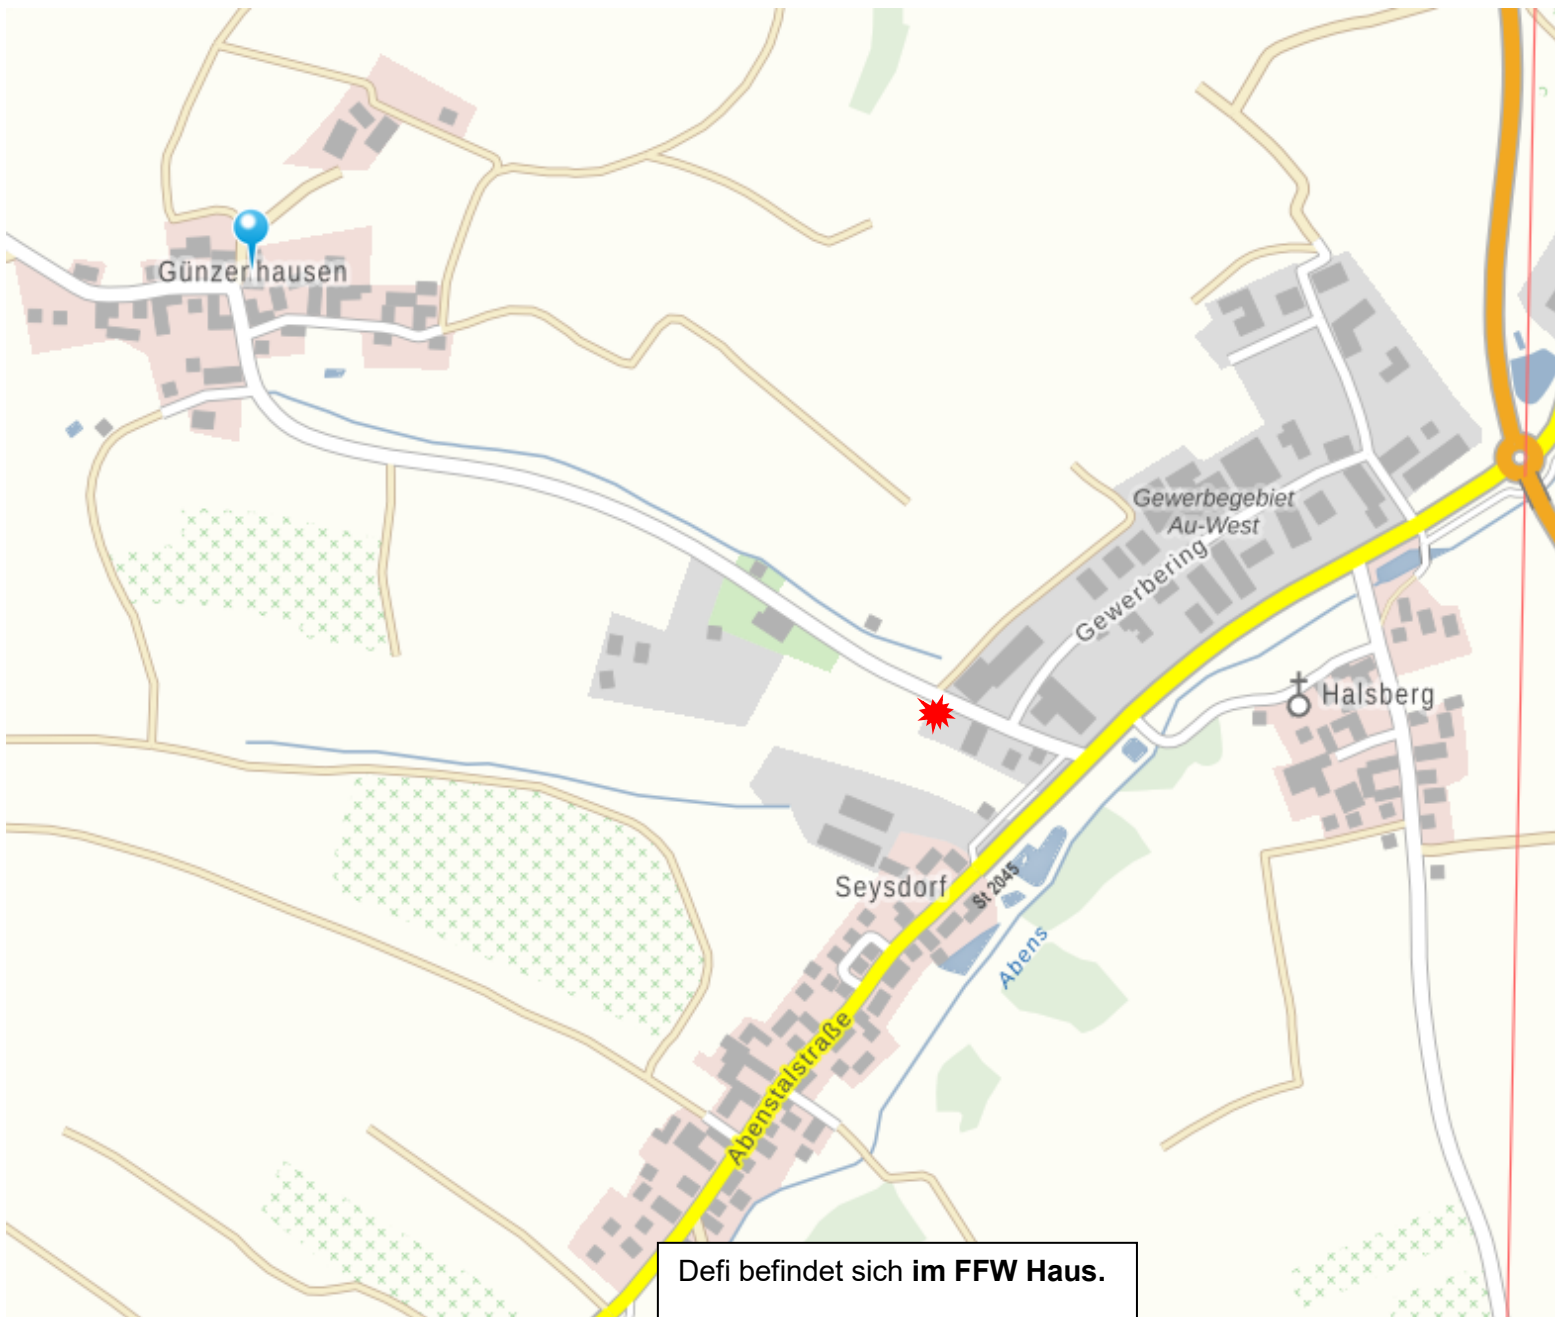 Günzenhausen
Gewerbegebiet
Au-West
Gewerbering
Halsberg
Seysdorf
St 2045
Abens
Abenstalstraße
Defi befindet sich im FFW Haus.